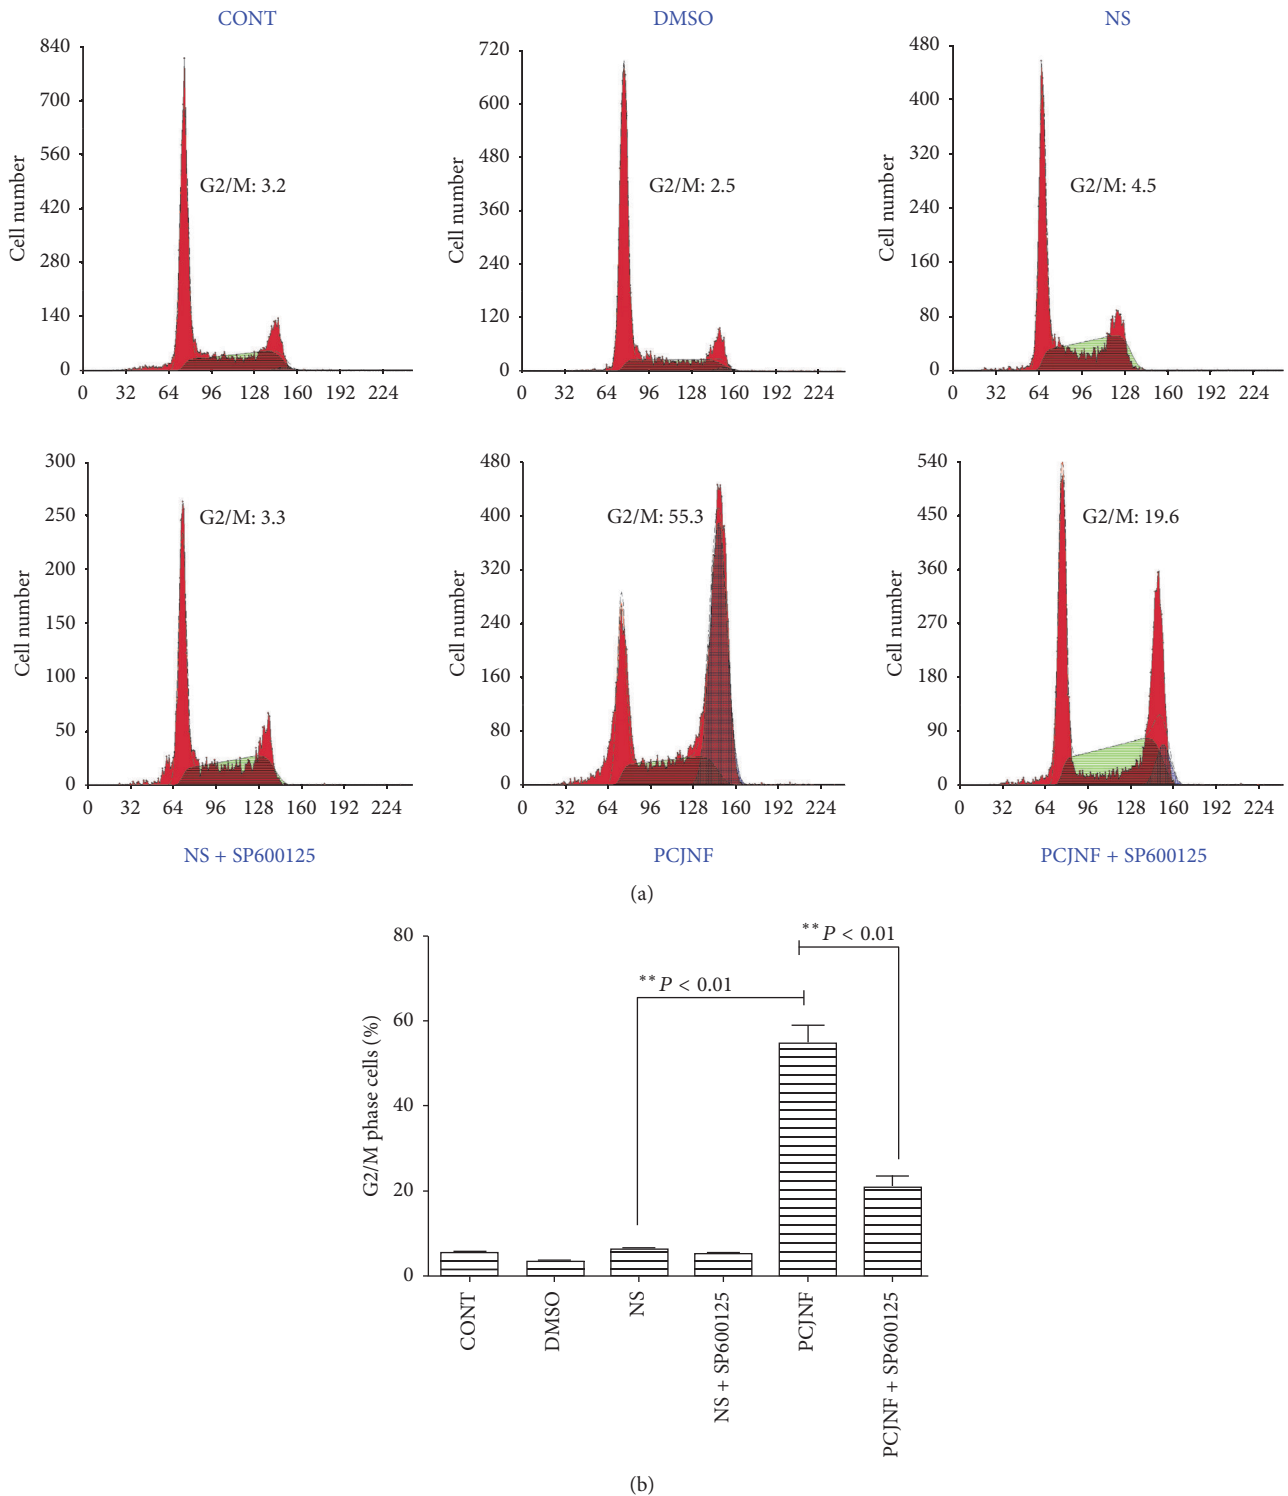 CONT
DMSO
NS
840
700
560
420
280
140
0
Cell number
G2/M: 3.2
0 32 64 96 128 160 192 224
720
600
480
360
240
120
0
Cell number
G2/M: 2.5
0 32 64 96 128 160 192 224
480
400
320
240
160
80
0
Cell number
G2/M: 4.5
0 32 64 96 128 160 192 224
300
250
200
150
100
50
0
Cell number
G2/M: 3.3
0 32 64 96 128 160 192 224
480
400
320
240
160
80
0
Cell number
G2/M: 55.3
0 32 64 96 128 160 192 224
540
450
360
270
180
90
0
Cell number
G2/M: 19.6
0 32 64 96 128 160 192 224
NS + SP600125
PCJNF
PCJNF + SP600125
(a)
80
60
40
20
0
G2/M phase cells (%)
**P < 0.01
**P < 0.01
CONT
DMSO
NS
NS + SP600125
PCJNF
PCJNF + SP600125
(b)